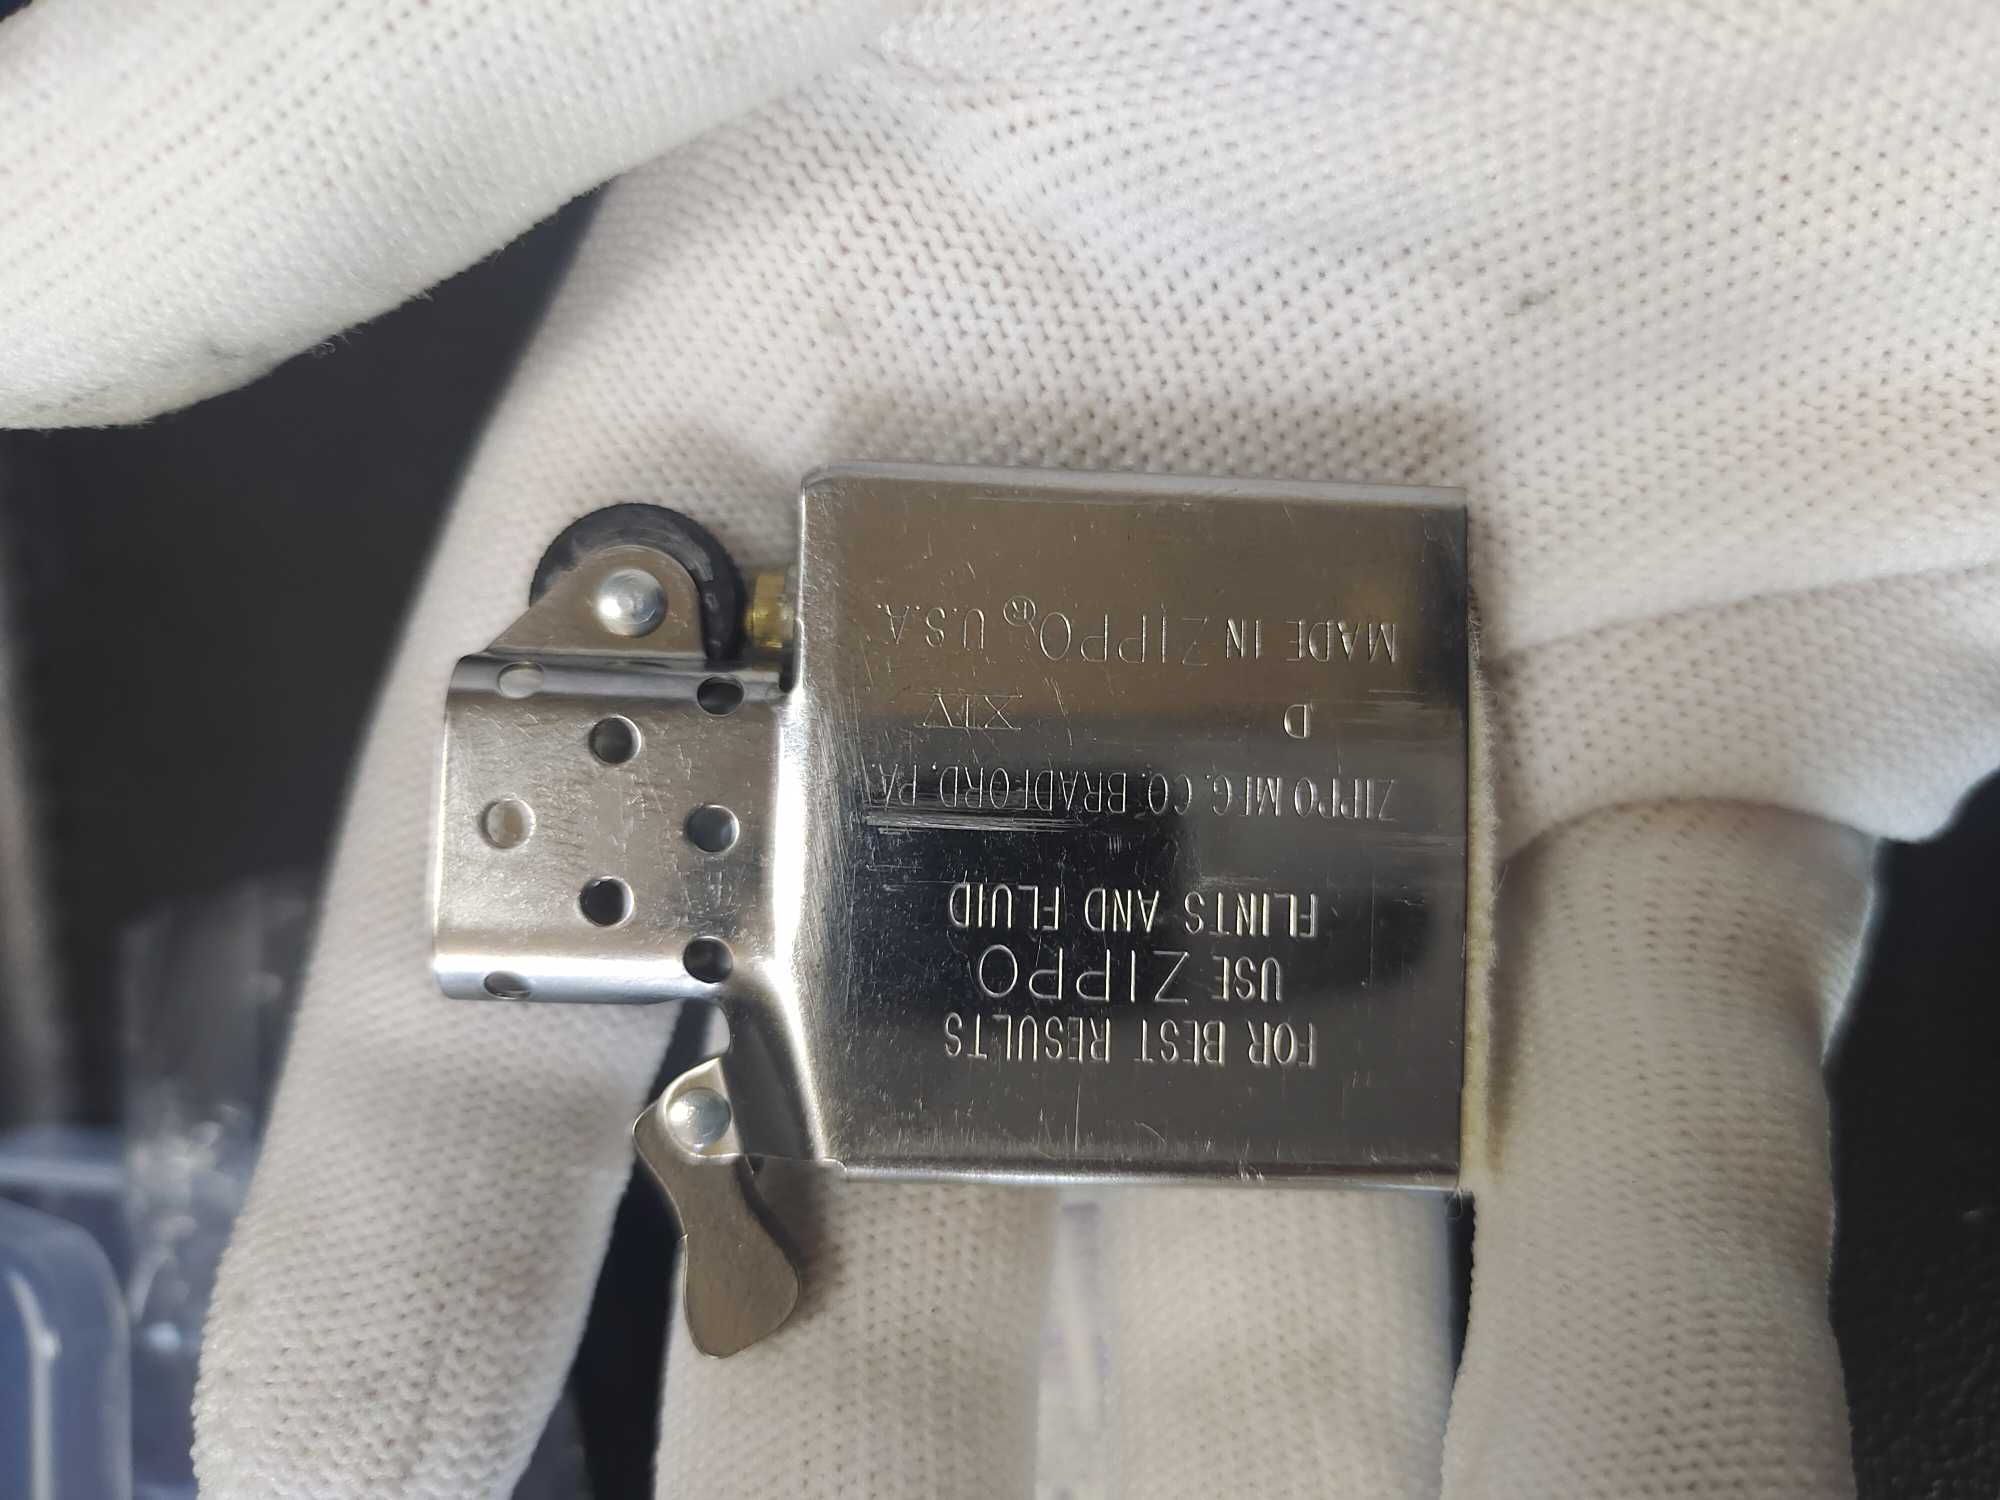 FOR BEST RESULTS
USE ZIPPO
FLINTS AND FLUID
ZIPPO MFG. CO. BRADFORD, PA.
D XIV
MADE IN ZIPPO® U.S.A.